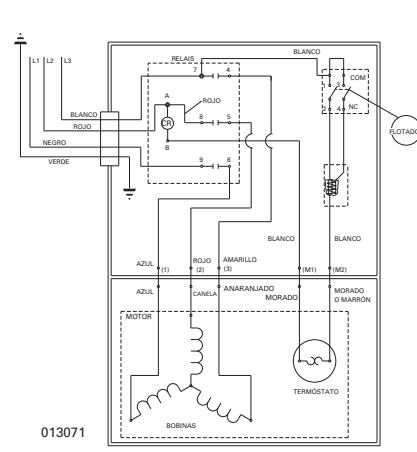 L1 L2 L3
RELAIS
7 4
BLANCO
1 3 COM
2 4 NC
FLOTADO
A
ROJO
CR
8 5
B
9 6
BLANCO
ROJO
NEGRO
VERDE
BLANCO BLANCO
AZUL (1)
ROJO (2)
AMARILLO (3)
(M1) (M2)
AZUL
CANELA
ANARANJADO
MORADO
MORADO O MARRÓN
MOTOR
TERMÓSTATO
BOBINAS
013071